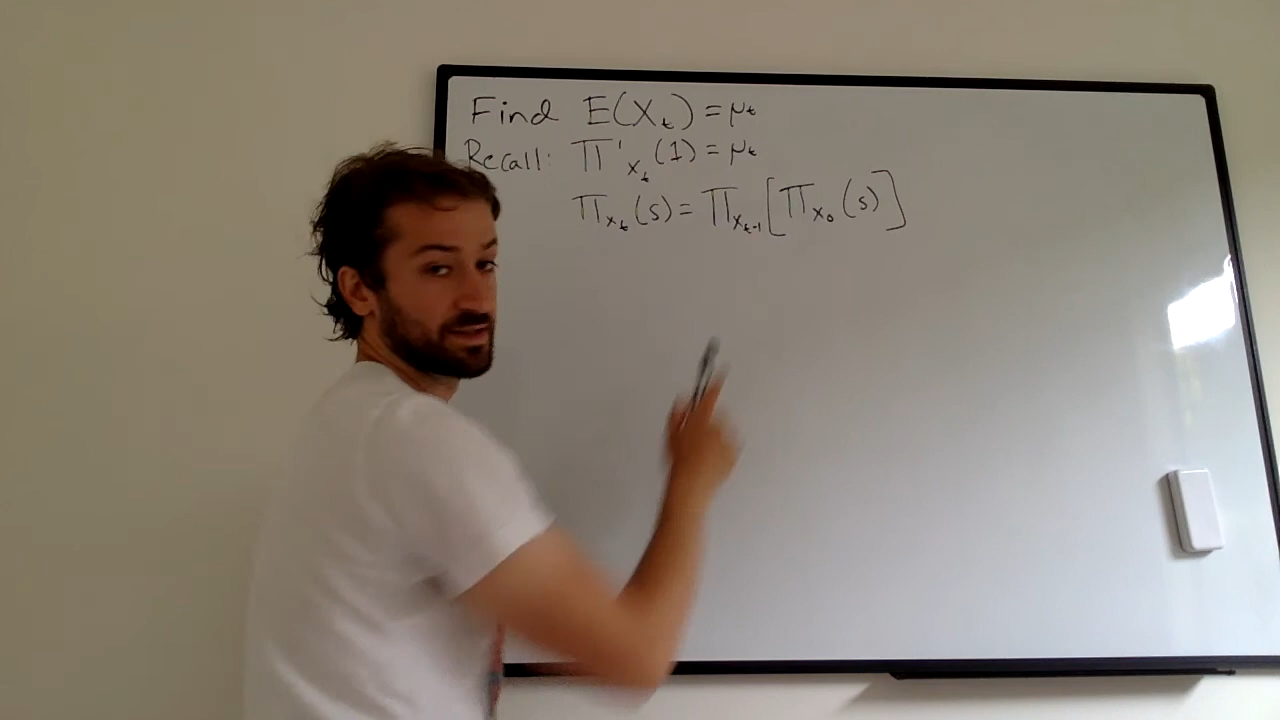 Find E(X_t) = μ_t
Recall: Π'_{X_t}(1) = μ_t
Π_{X_t}(s) = Π_{X_{t-1}}[Π_{X_0}(s)]